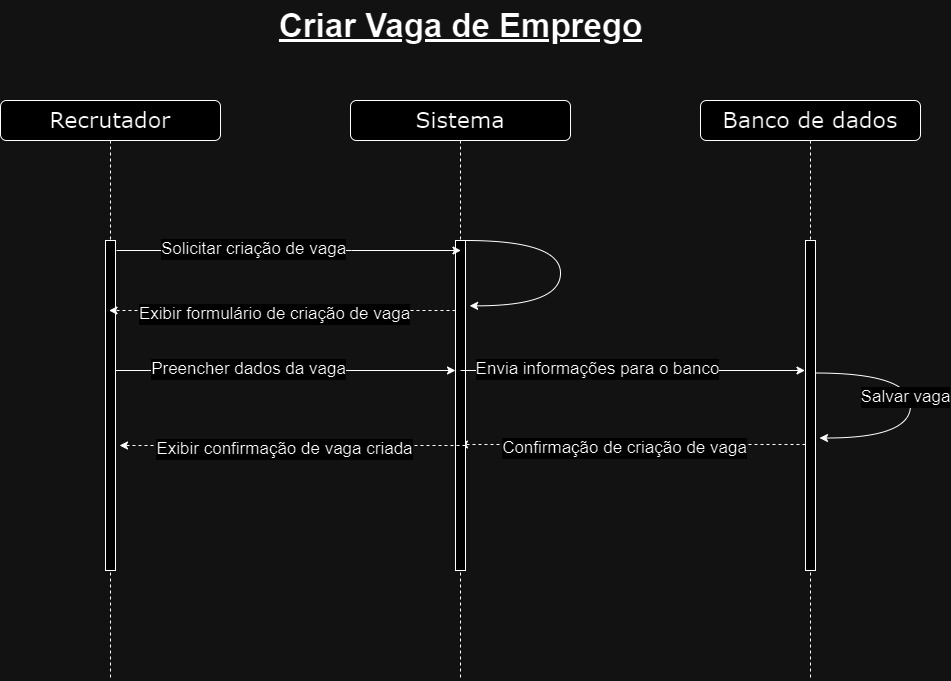 Criar Vaga de Emprego
Recrutador
Sistema
Banco de dados
Solicitar criação de vaga
Exibir formulário de criação de vaga
Preencher dados da vaga
Envia informações para o banco
Salvar vaga
Exibir confirmação de vaga criada
Confirmação de criação de vaga